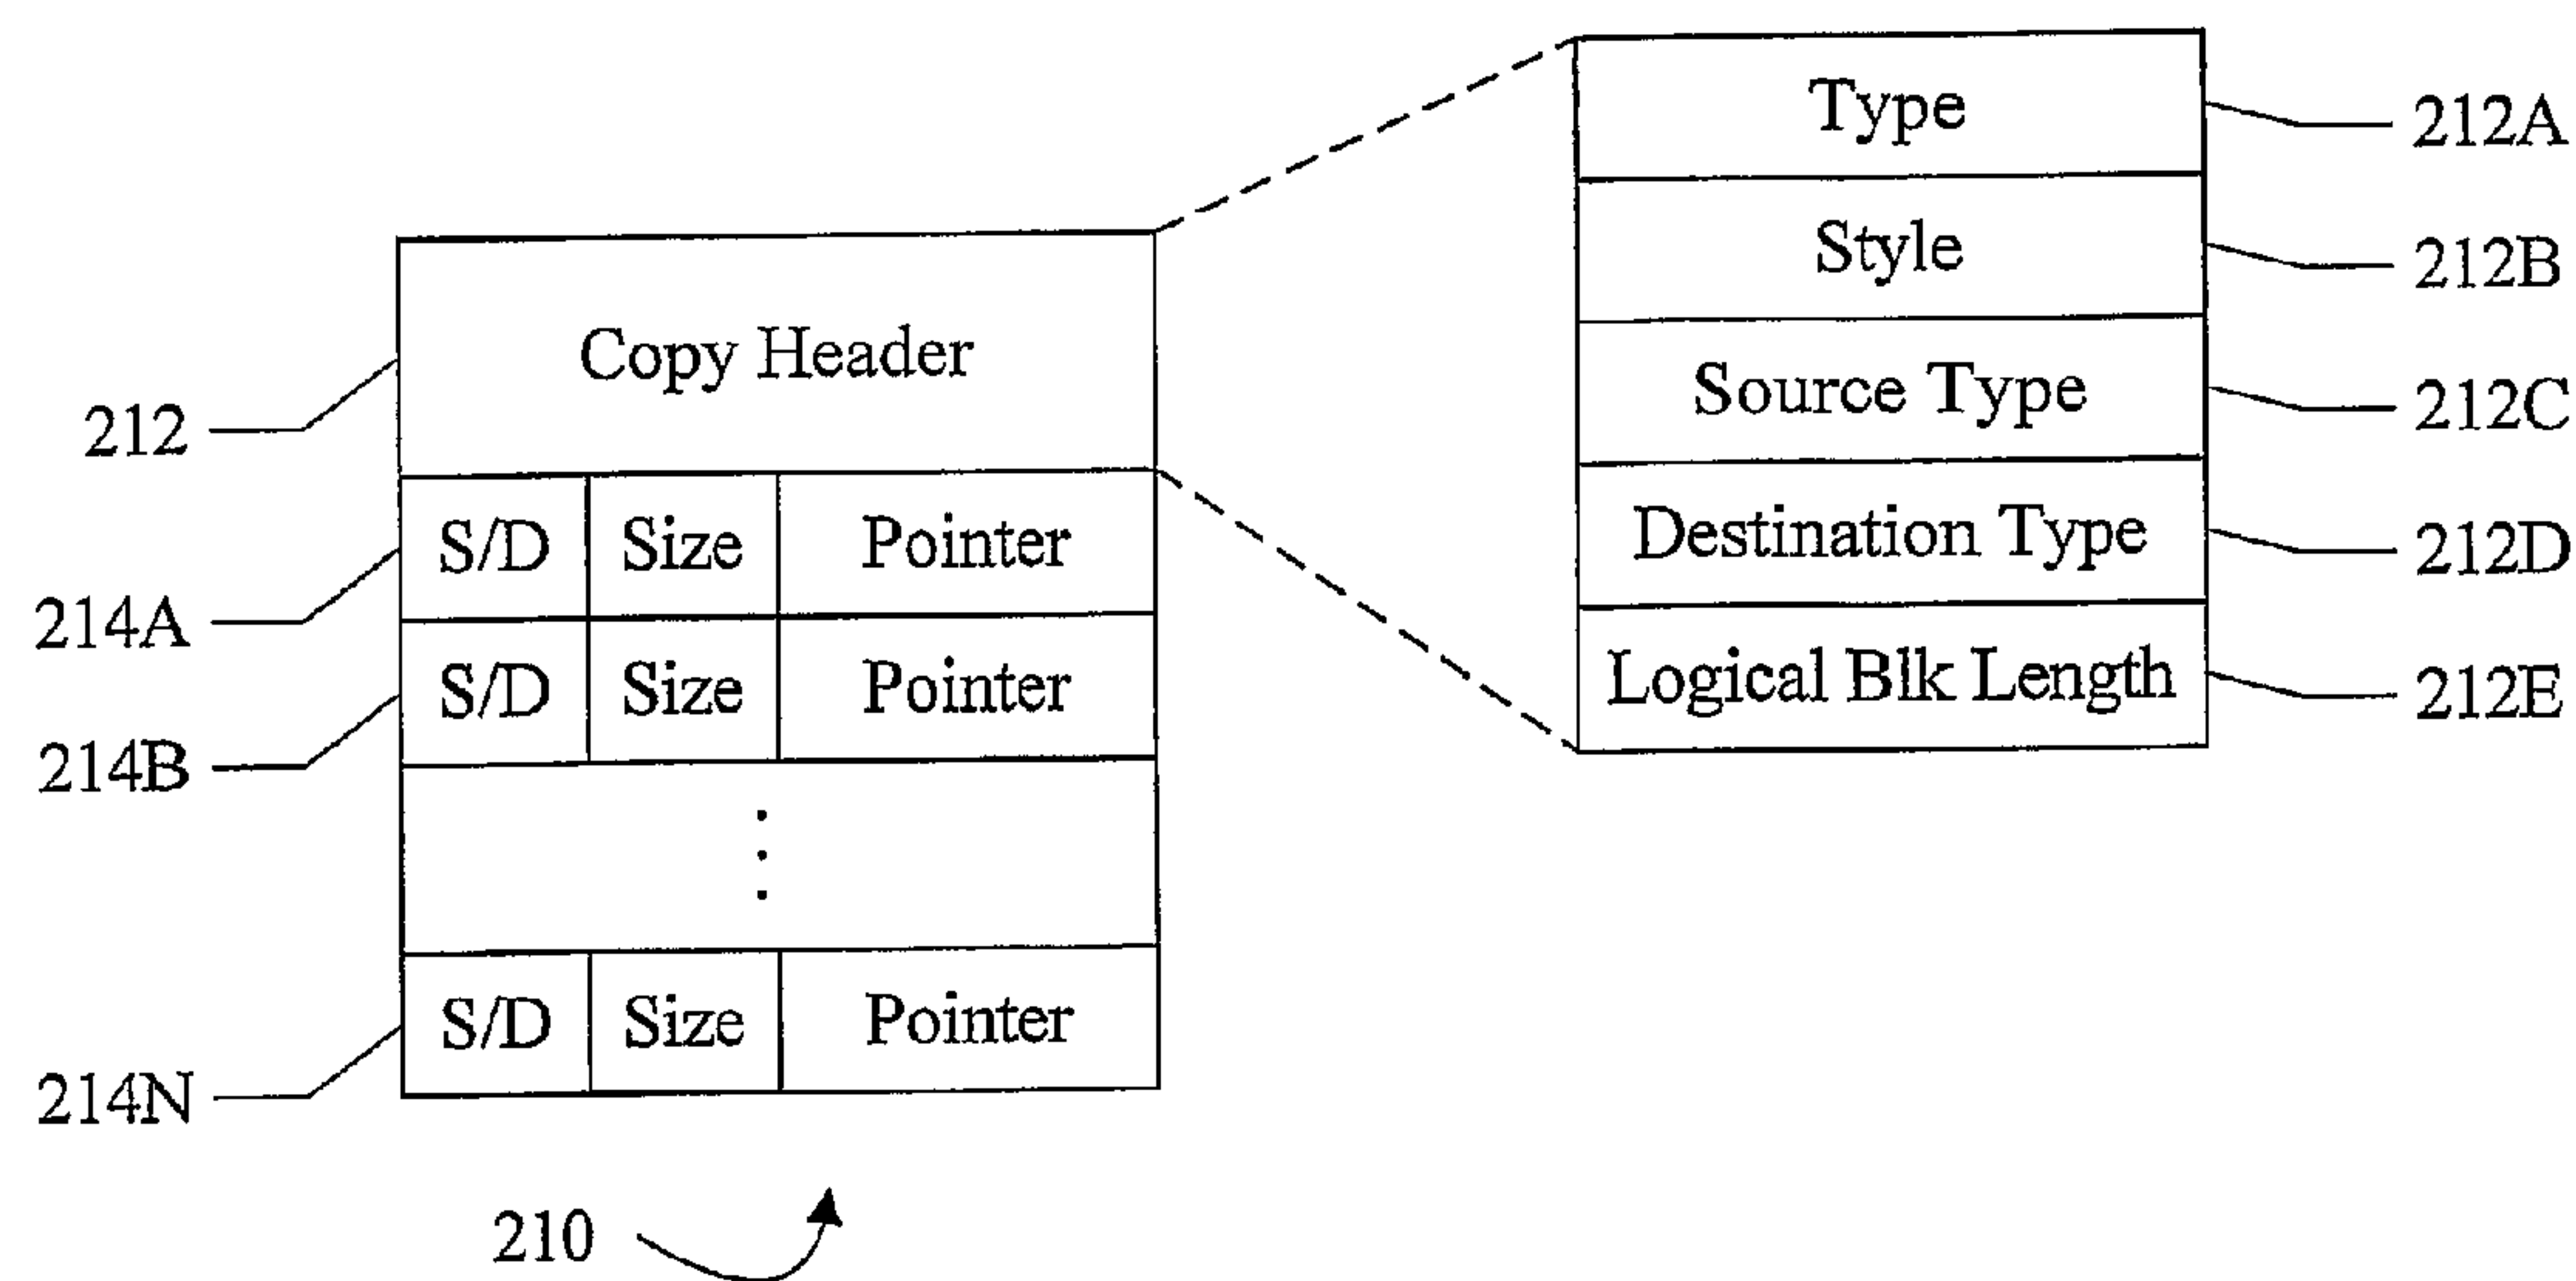 Type 212A
Style 212B
Copy Header
212
Source Type 212C
S/D Size Pointer
214A
Destination Type 212D
S/D Size Pointer
214B
Logical Blk Length 212E
S/D Size Pointer
214N
210